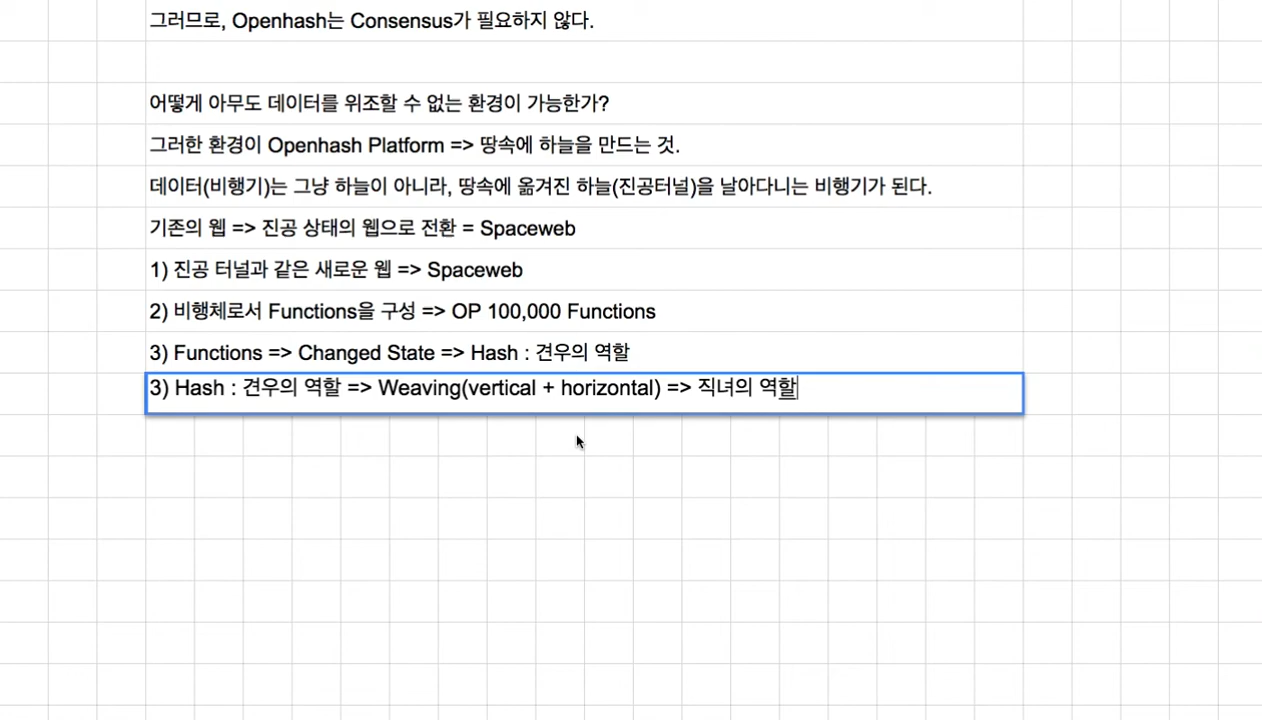 그러므로, Openhash는 Consensus가 필요하지 않다.
어떻게 아무도 데이터를 위조할 수 없는 환경이 가능한가?
그러한 환경이 Openhash Platform => 땅속에 하늘을 만드는 것.
데이터(비행기)는 그냥 하늘이 아니라, 땅속에 옮겨진 하늘(진공터널)을 날아다니는 비행기가 된다.
기존의 웹 => 진공 상태의 웹으로 전환 = Spaceweb
1) 진공 터널과 같은 새로운 웹 => Spaceweb
2) 비행체로서 Functions을 구성 => OP 100,000 Functions
3) Functions => Changed State => Hash : 견우의 역할
3) Hash : 견우의 역할 => Weaving(vertical + horizontal) => 직녀의 역할